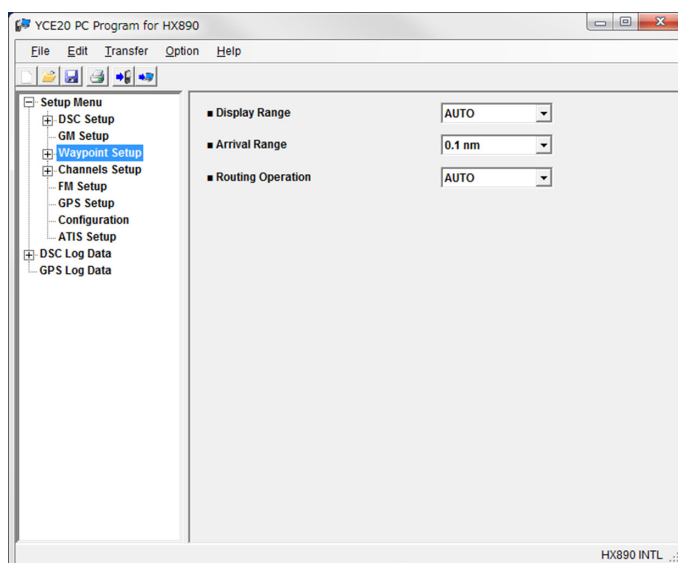 YCE20 PC Program for HX890
File Edit Transfer Option Help
Setup Menu
DSC Setup
GM Setup
Waypoint Setup
Channels Setup
FM Setup
GPS Setup
Configuration
ATIS Setup
DSC Log Data
GPS Log Data
■ Display Range AUTO
■ Arrival Range 0.1 nm
■ Routing Operation AUTO
HX890 INTL